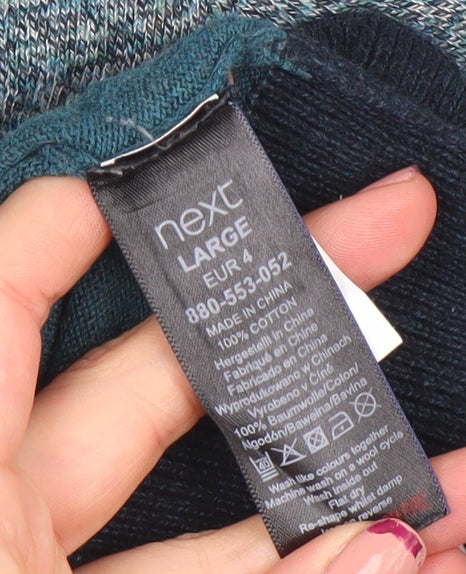 next
LARGE
EUR 4
880-553-052
MADE IN CHINA
100% COTTON
Hergestellt in China
Fabriqué en Chine
Fabricado en China
Wyprodukowano w Chinach
Vyrobeno v Číně
100% Baumwolle/Coton/
Algodón/Bawełna/Bavlna
40
Wash like colours together
Machine wash on a wool cycle
Wash inside out
Flat dry
Re-shape whilst damp